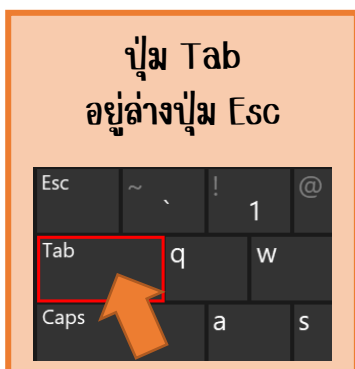 ปุ่ม Tab
อยู่ล่างปุ่ม Esc
Esc ~ ` ! 1 @
Tab q w
Caps a s